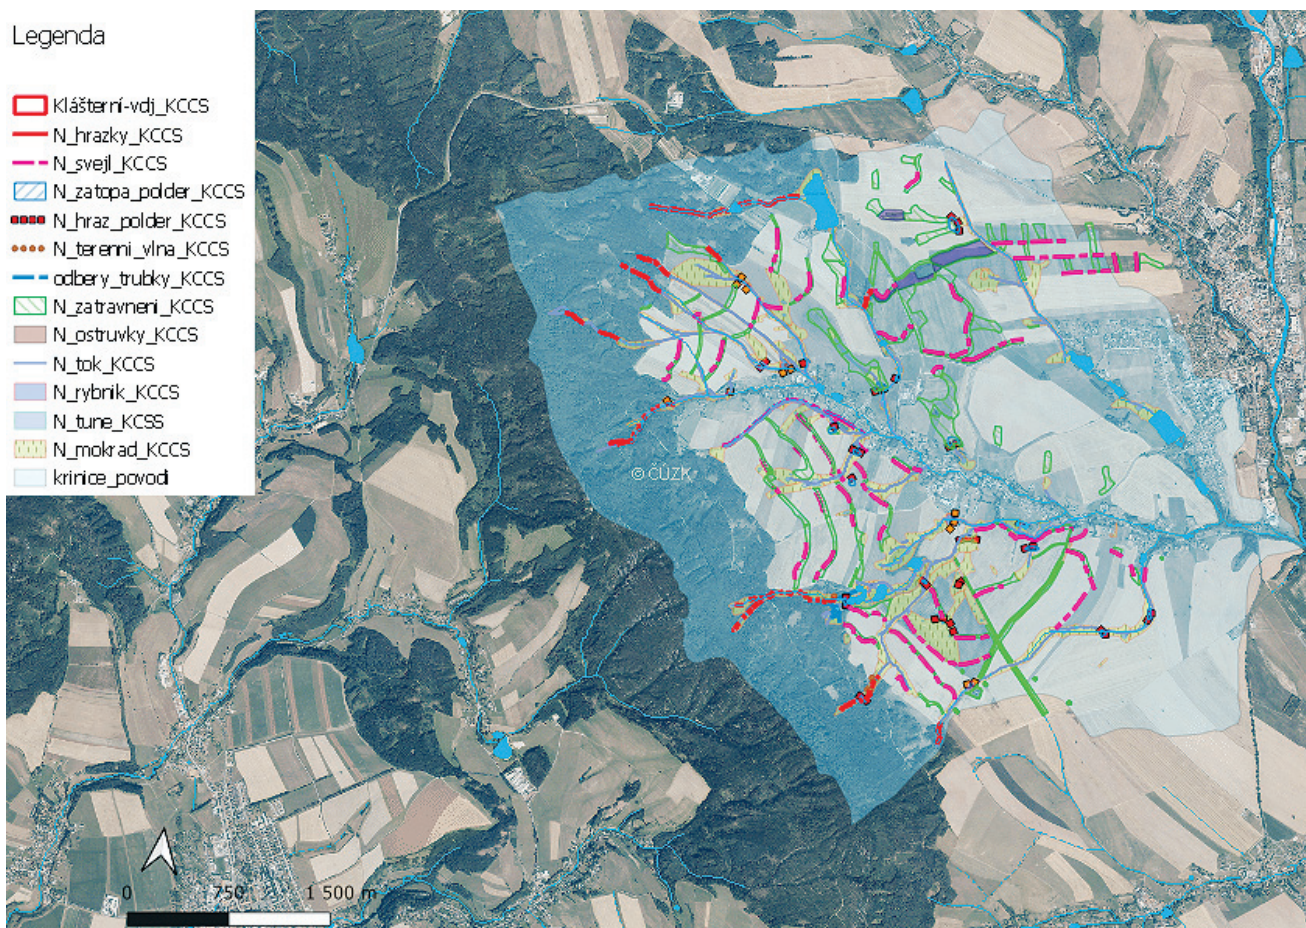 Legenda
Klášterní-vdj_KCCS
N_hrazky_KCCS
N_svejl_KCCS
N_zatopa_polder_KCCS
N_hraz_polder_KCCS
N_terenni_vlna_KCCS
odbery_trubky_KCCS
N_zatravneni_KCCS
N_ostruvky_KCCS
N_tok_KCCS
N_rybnik_KCCS
N_tune_KCSS
N_mokrad_KCCS
krinice_povodi
© ČÚZK
0 750 1 500 m